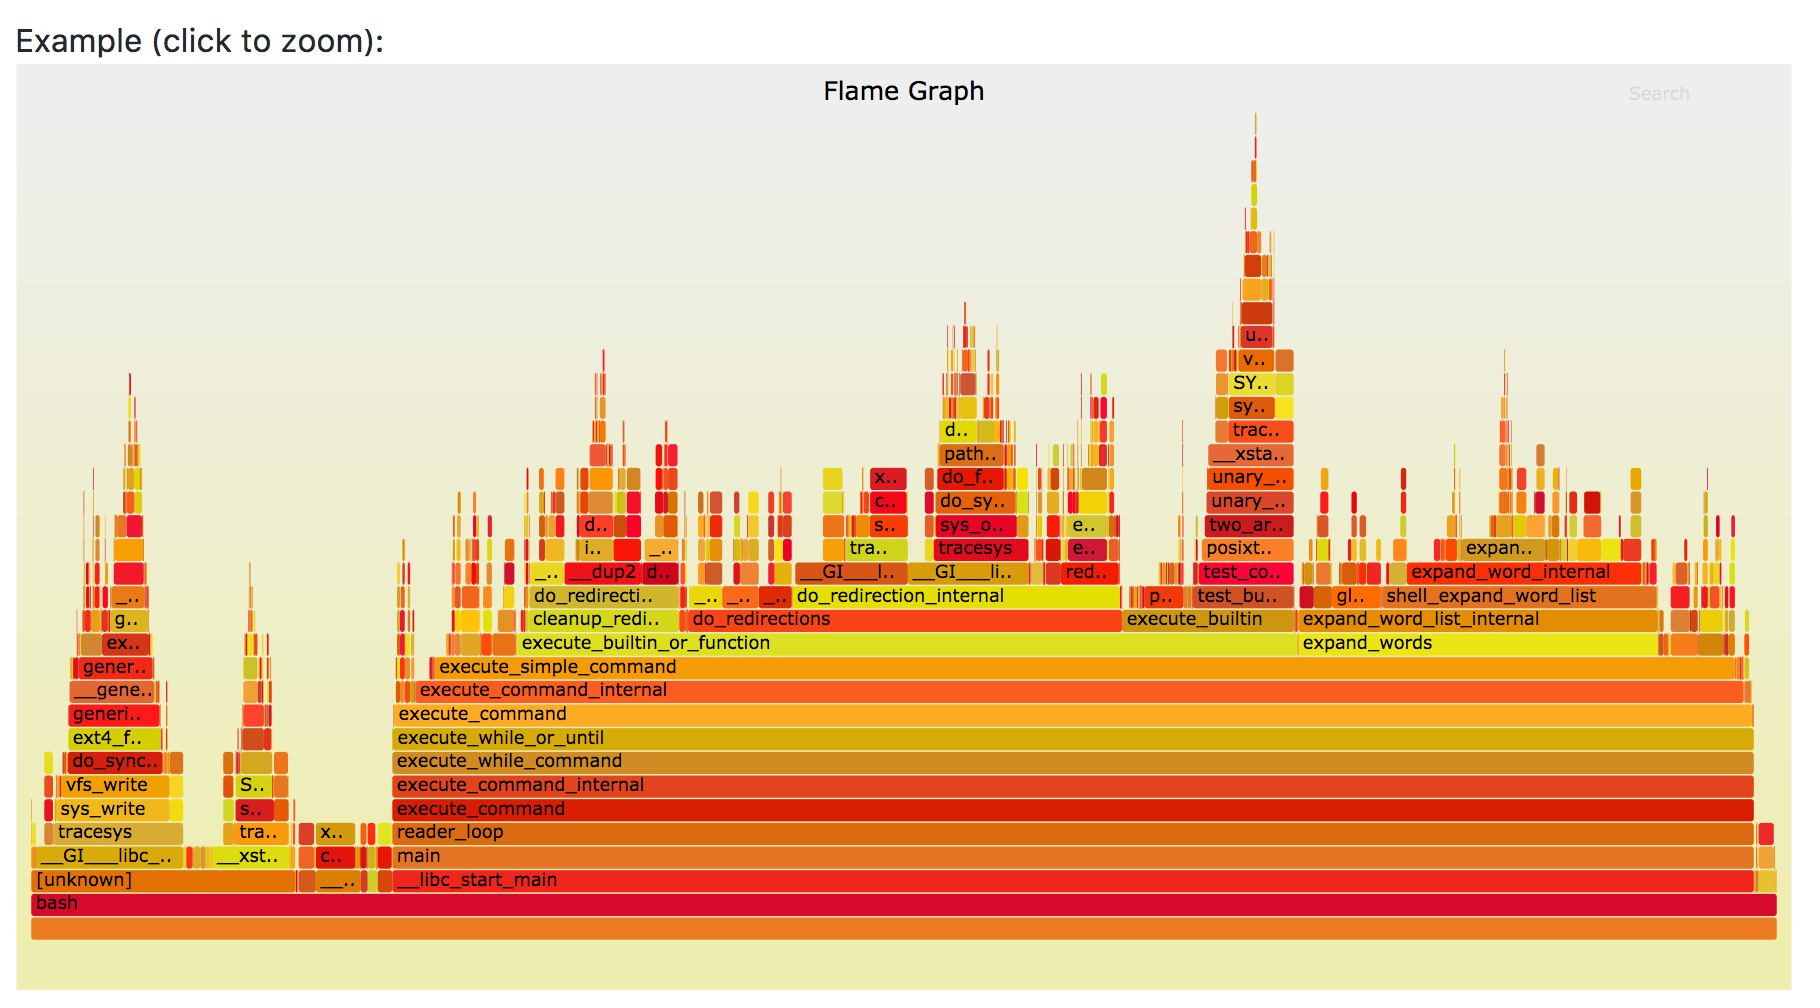 Example (click to zoom):
Flame Graph
Search
u..
v..
SY..
sy..
d.. trac..
path.. __xsta..
x.. do_f.. unary_..
c.. do_sy.. unary_..
d.. s.. sys_o.. e.. two_ar..
i.. _.. tra.. tracesys e.. posixt.. expan..
_.. __dup2 d.. __GI___l.. __GI___li.. red.. test_co.. expand_word_internal
_.. do_redirecti.. _.. _.. _.. do_redirection_internal p.. test_bu.. gl.. shell_expand_word_list
g.. cleanup_redi.. do_redirections execute_builtin expand_word_list_internal
ex.. execute_builtin_or_function expand_words
gener.. execute_simple_command
__gene.. execute_command_internal
generi.. execute_command
ext4_f.. execute_while_or_until
do_sync.. execute_while_command
vfs_write S.. execute_command_internal
sys_write s.. execute_command
tracesys tra.. x.. reader_loop
__GI___libc_.. __xst.. c.. main
[unknown] __.. __libc_start_main
bash